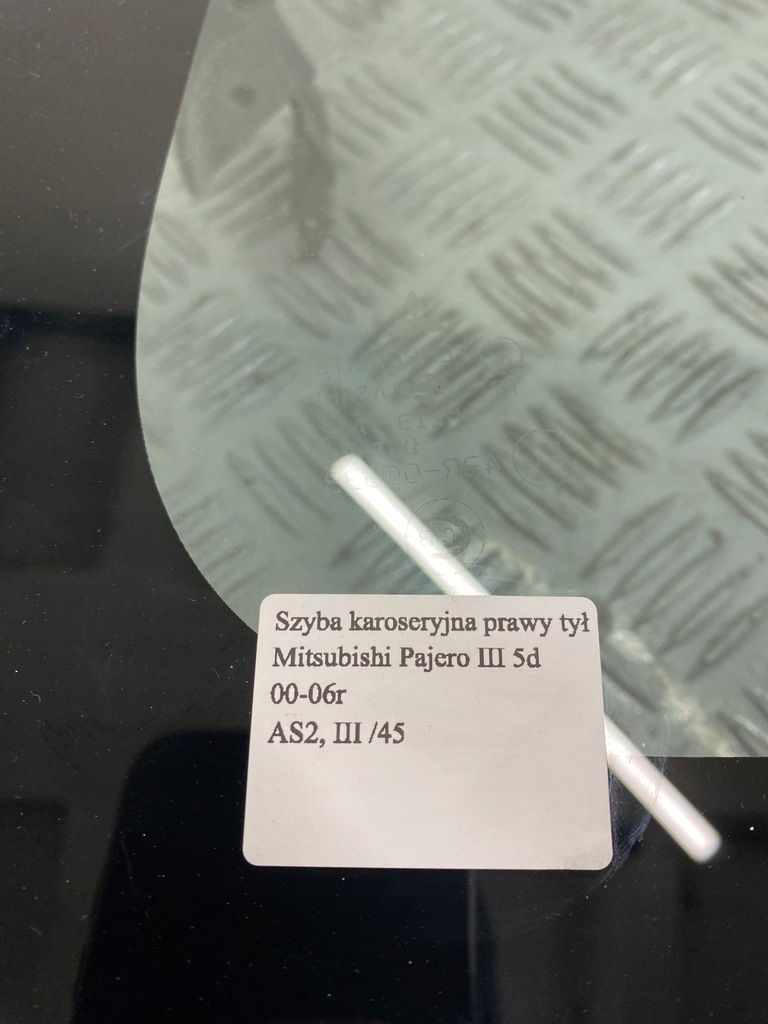 Szyba karoseryjna prawy tył
Mitsubishi Pajero III 5d
00-06r
AS2, III /45